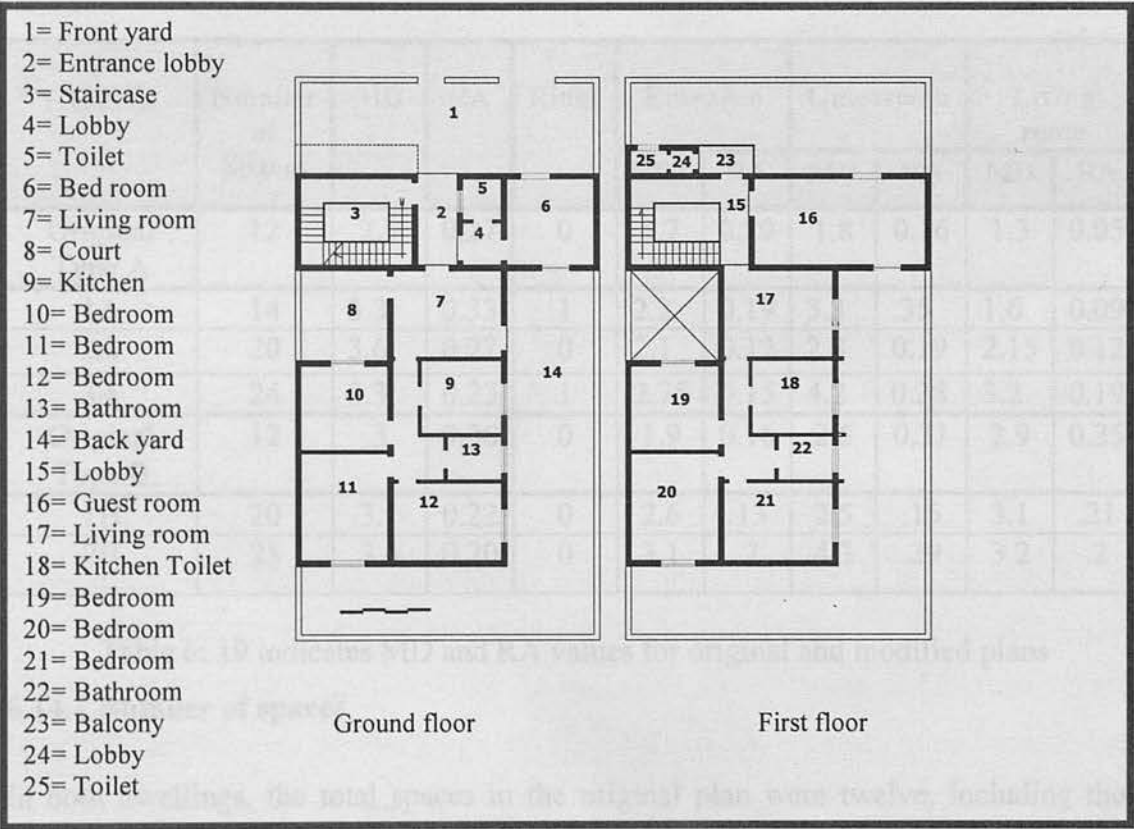 1= Front yard
2= Entrance lobby
3= Staircase
4= Lobby
5= Toilet
6= Bed room
7= Living room
8= Court
9= Kitchen
10= Bedroom
11= Bedroom
12= Bedroom
13= Bathroom
14= Back yard
15= Lobby
16= Guest room
17= Living room
18= Kitchen Toilet
19= Bedroom
20= Bedroom
21= Bedroom
22= Bathroom
23= Balcony
24= Lobby
25= Toilet
1
5
3
2
6
4
8
7
9
14
10
13
11
12
Ground floor
25 24 23
15
16
17
18
19
22
20
21
First floor